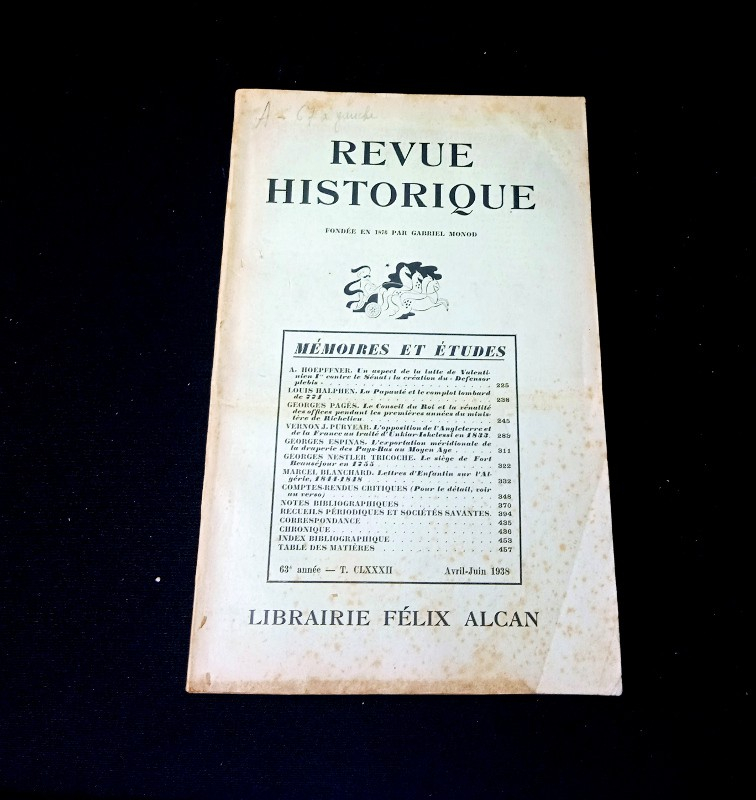 REVUE
HISTORIQUE
FONDÉE EN 1876 PAR GABRIEL MONOD
MÉMOIRES ET ÉTUDES
A. HOEPFFNER. Un aspect de la lutte de Valenti-
nien Ier contre le Sénat : la création du « Defensor
plebis » . . . . . . . . . . . . . . . . 225
LOUIS HALPHEN. La Papauté et le complot lombard
de 771 . . . . . . . . . . . . . . . . 238
GEORGES PAGÈS. Le Conseil du Roi et la vénalité
des offices pendant les premières années du minis-
tère de Richelieu . . . . . . . . . . . . . . 245
VERNON J. PURYEAR. L'opposition de l'Angleterre et
de la France au traité d'Unkiar-Iskelessi en 1833. 283
GEORGES ESPINAS. L'exportation méridionale de
la draperie des Pays-Bas au Moyen Age . . . . . 311
GEORGES NESTLER TRICOCHE. Le siège de Fort
Beauséjour en 1755 . . . . . . . . . . . . 322
MARCEL BLANCHARD. Lettres d'Enfantin sur l'Al-
gérie, 1841-1848 . . . . . . . . . . . . . 332
COMPTES-RENDUS CRITIQUES (Pour le détail, voir
au verso) . . . . . . . . . . . . . . . . 348
NOTES BIBLIOGRAPHIQUES . . . . . . . . . . 370
RECUEILS PÉRIODIQUES ET SOCIÉTÉS SAVANTES. 394
CORRESPONDANCE . . . . . . . . . . . . . 435
CHRONIQUE . . . . . . . . . . . . . . . . 436
INDEX BIBLIOGRAPHIQUE . . . . . . . . . . . 453
TABLE DES MATIÈRES . . . . . . . . . . . . 457
63e année — T. CLXXXII Avril-Juin 1938
LIBRAIRIE FÉLIX ALCAN